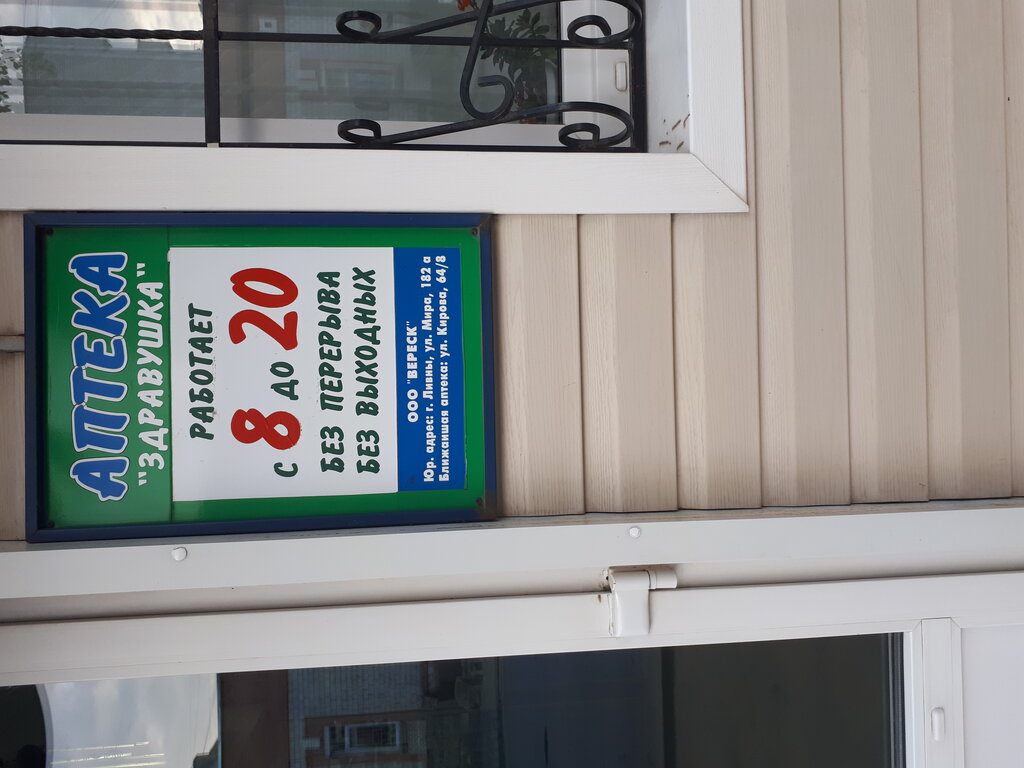 АПТЕКА
"ЗДРАВУШКА"
РАБОТАЕТ
С 8 ДО 20
БЕЗ ПЕРЕРЫВА
БЕЗ ВЫХОДНЫХ
ООО "ВЕРЕСК"
Юр. адрес: г. Ливны, ул. Мира, 182 а
Ближайшая аптека: ул. Кирова, 64/8